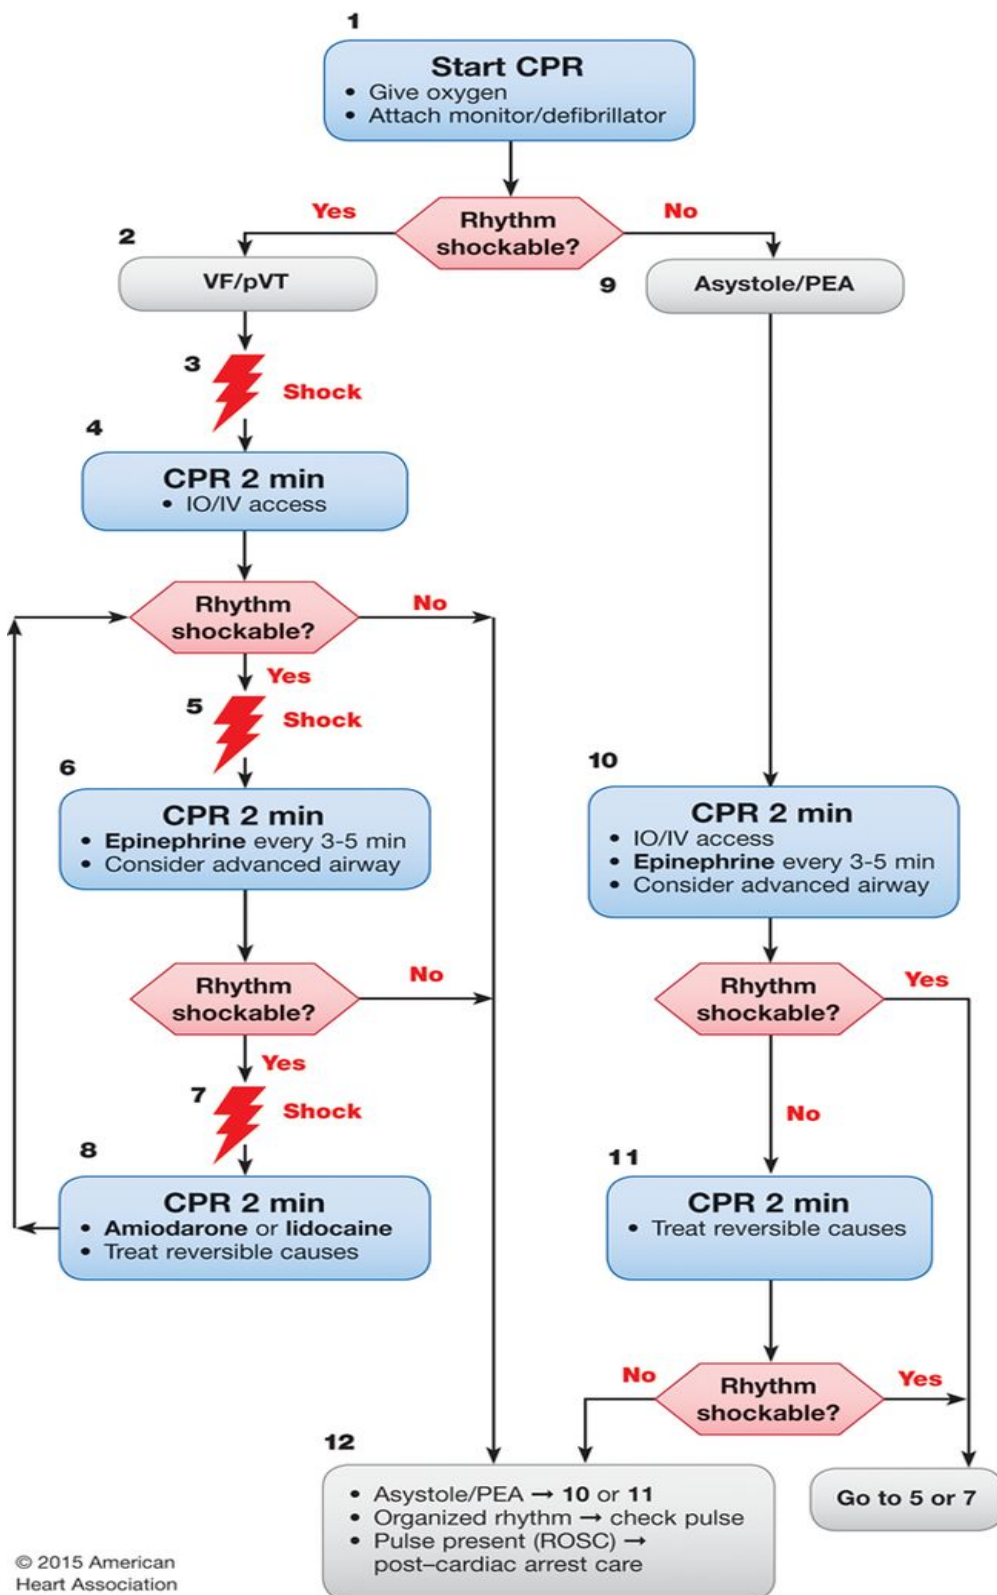 1
Start CPR
• Give oxygen
• Attach monitor/defibrillator
Yes
Rhythm
shockable?
No
2
VF/pVT
9
Asystole/PEA
3
Shock
4
CPR 2 min
• IO/IV access
Rhythm
shockable?
No
Yes
5
Shock
6
CPR 2 min
• Epinephrine every 3-5 min
• Consider advanced airway
10
CPR 2 min
• IO/IV access
• Epinephrine every 3-5 min
• Consider advanced airway
Rhythm
shockable?
No
Yes
Rhythm
shockable?
Yes
No
7
Shock
8
CPR 2 min
• Amiodarone or lidocaine
• Treat reversible causes
11
CPR 2 min
• Treat reversible causes
No
Rhythm
shockable?
Yes
12
• Asystole/PEA → 10 or 11
• Organized rhythm → check pulse
• Pulse present (ROSC) →
post–cardiac arrest care
Go to 5 or 7
© 2015 American
Heart Association